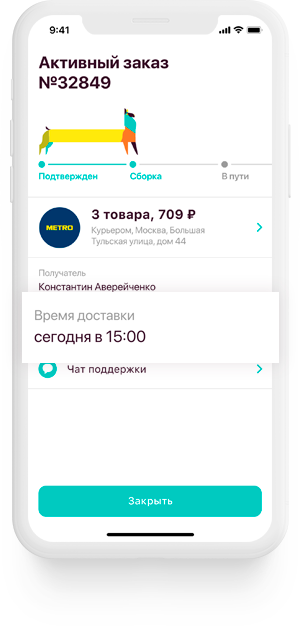 9:41
Активный заказ
№32849
Подтвержден
Сборка
В пути
METRO
3 товара, 709 ₽
Курьером, Москва, Большая
Тульская улица, дом 44
Получатель
Константин Аверейченко
Время доставки
сегодня в 15:00
Чат поддержки
Закрыть